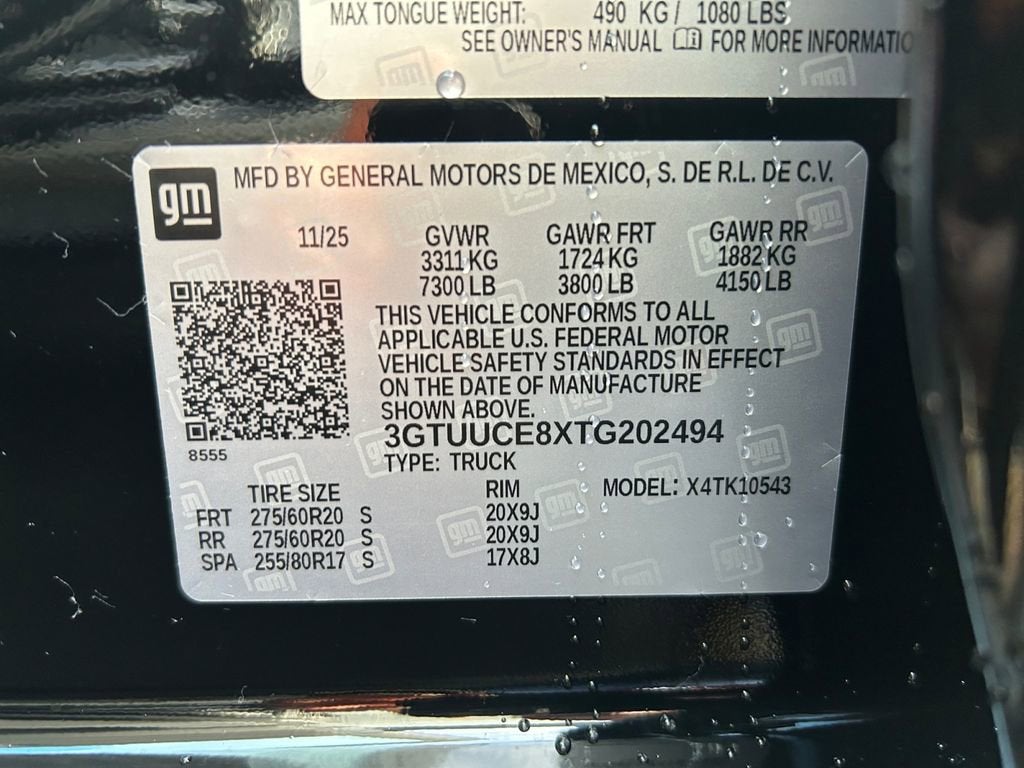 MAX TONGUE WEIGHT: 490 KG / 1080 LBS
SEE OWNER'S MANUAL FOR MORE INFORMATIO
gm
MFD BY GENERAL MOTORS DE MEXICO, S. DE R.L. DE C.V.
11/25 GVWR GAWR FRT GAWR RR
3311 KG 1724 KG 1882 KG
7300 LB 3800 LB 4150 LB
THIS VEHICLE CONFORMS TO ALL
APPLICABLE U.S. FEDERAL MOTOR
VEHICLE SAFETY STANDARDS IN EFFECT
ON THE DATE OF MANUFACTURE
SHOWN ABOVE.
3GTUUCE8XTG202494
8555
TYPE: TRUCK
TIRE SIZE RIM MODEL: X4TK10543
FRT 275/60R20 S 20X9J
RR 275/60R20 S 20X9J
SPA 255/80R17 S 17X8J